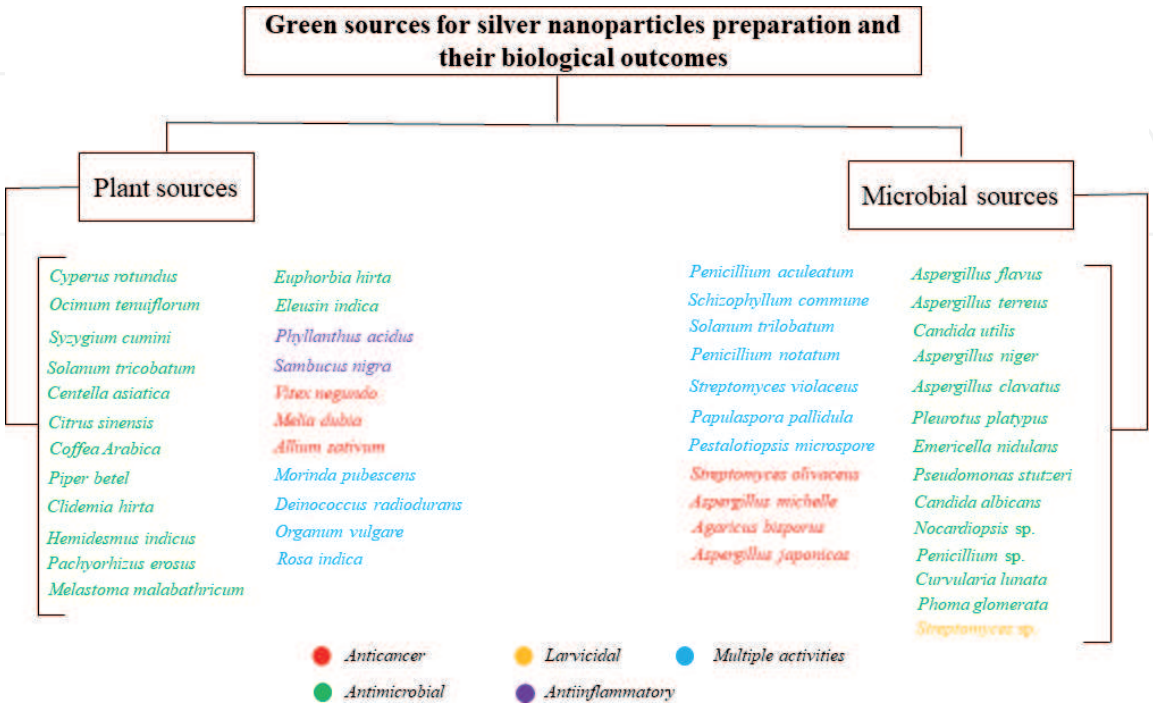 Green sources for silver nanoparticles preparation and
their biological outcomes
Plant sources
Microbial sources
Cyperus rotundus
Ocimum tenuiflorum
Syzygium cumini
Solanum tricobatum
Centella asiatica
Citrus sinensis
Coffea Arabica
Piper betel
Clidemia hirta
Hemidesmus indicus
Pachyorhizus erosus
Melastoma malabathricum
Euphorbia hirta
Eleusin indica
Phyllanthus acidus
Sambucus nigra
Vitex negundo
Melia dubia
Allium sativum
Morinda pubescens
Deinococcus radiodurans
Organum vulgare
Rosa indica
Penicillium aculeatum
Schizophyllum commune
Solanum trilobatum
Penicillium notatum
Streptomyces violaceus
Papulaspora pallidula
Pestalotiopsis microspore
Streptomyces olivaceus
Aspergillus michelle
Agaricus bisporus
Aspergillus japonicas
Aspergillus flavus
Aspergillus terreus
Candida utilis
Aspergillus niger
Aspergillus clavatus
Pleurotus platypus
Emericella nidulans
Pseudomonas stutzeri
Candida albicans
Nocardiopsis sp.
Penicillium sp.
Curvularia lunata
Phoma glomerata
Streptomyces sp.
Anticancer
Larvicidal
Multiple activities
Antimicrobial
Antiinflammatory